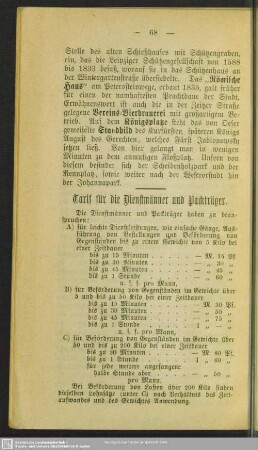 — 68 —
Stelle des alten Schießhauses mit Schützengraben,
ein, das die Leipziger Schützengesellschaft von 1588
bis 1833 besaß, worauf sie in das Schützenhaus an
der Wintergartenstraße übersiedelte. Das „Römische
Haus“ am Peterssteinwege, erbaut 1833, galt früher
für einen der namhaftesten Prachtbaue der Stadt.
Erwähnenswert ist auch die in der Zeitzer Straße
gelegene Vereins-Bierbrauerei mit großartigem Be-
trieb. Auf dem Königsplatze steht das von Oeser
gemeißelte Standbild des Kurfürsten, späteren Königs
August des Gerechten, welches Fürst Jablonowsky
setzen ließ. Von hier gelangt man in wenigen
Minuten zu dem anmutigen Floßplatz. Unfern von
diesem befindet sich der Scheibenholzpark und der
Rennplatz, sowie weiter nach der Westvorstadt hin
der Johannapark.
Tarif für die Dienstmänner und Packträger.
Die Dienstmänner und Packträger haben zu bean-
spruchen:
A) für leichte Dienstleistungen, wie einfache Gänge, Aus-
führung von Bestellungen und Beförderung von
Gegenständen bis zu einem Gewichte von 5 Kilo bei
einer Zeitdauer
bis zu 15 Minuten — M. 15 Pf.
bis zu 30 Minuten — „ 30 „
bis zu 45 Minuten — „ 45 „
bis zu 1 Stunde — „ 60 „
u. s. f. pro Mann,
B) für Beförderung von Gegenständen im Gewichte über
5 und bis zu 50 Kilo bei einer Zeitdauer
bis zu 15 Minuten — M. 30 Pf.
bis zu 30 Minuten — „ 50 „
bis zu 45 Minuten — „ 75 „
bis zu 1 Stunde 1 „ — „
u. s. f. pro Mann,
C) für Beförderung von Gegenständen im Gewichte über
50 und bis zu 200 Kilo bei einer Zeitdauer
bis zu 30 Minuten — M. 80 Pf.
bis zu 1 Stunde 1 „ 60 „
für jede weitere angefangene
halbe Stunde aber — „ 50 „
pro Mann.
Bei Beförderung von Lasten über 200 Kilo finden
dieselben Lohnsätze (unter C) nach Verhältnis des Zeit-
aufwandes und des Gewichtes Anwendung.